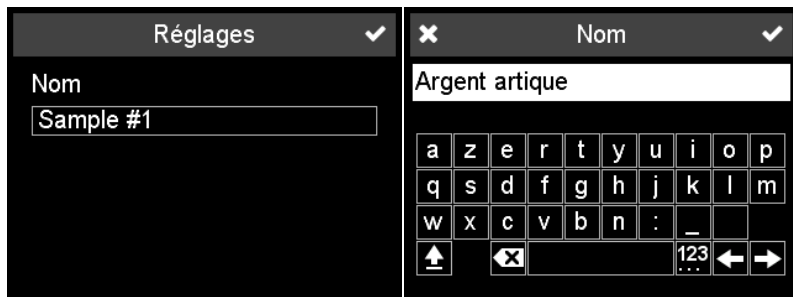 Réglages
Nom
Sample #1
Nom
Argent artique
a z e r t y u i o p
q s d f g h j k l m
w x c v b n : _
123
...